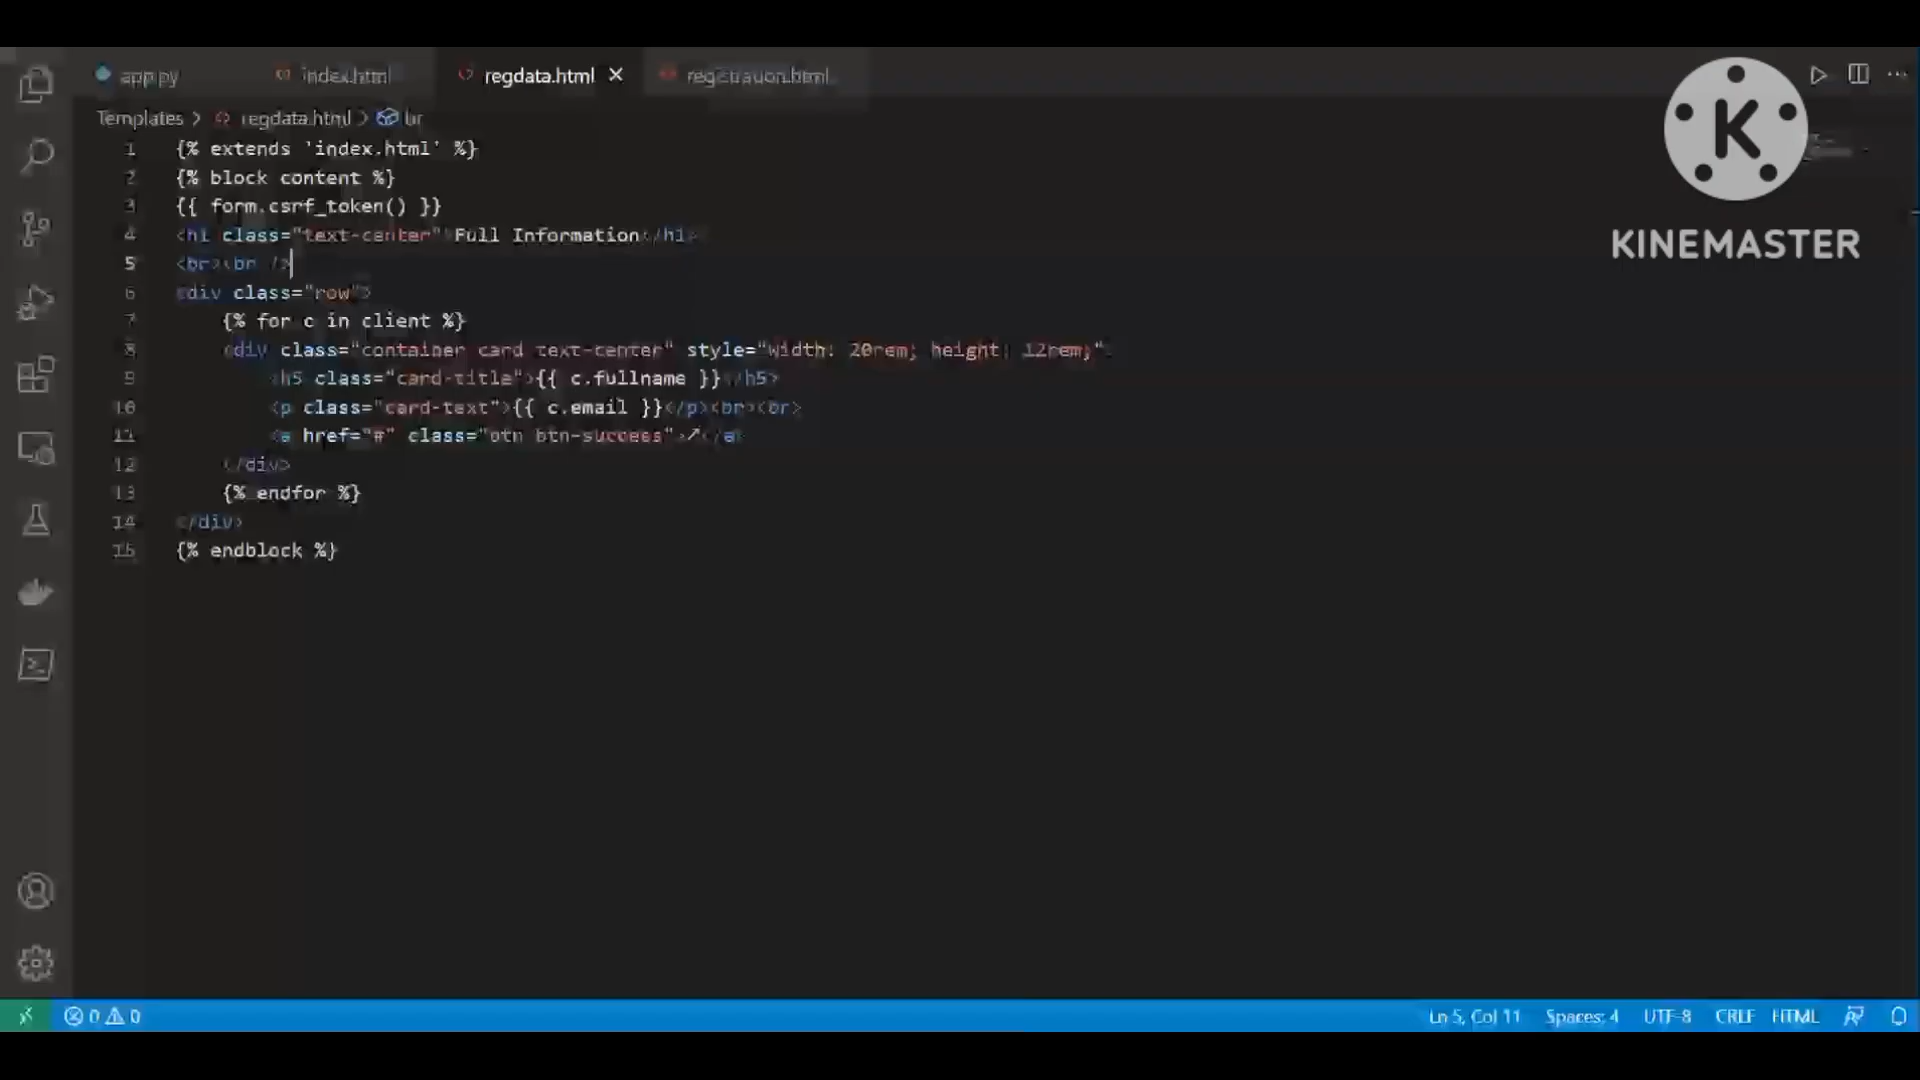 app.py index.html regdata.html × registration.html
Templates > regdata.html > br
1 {% extends 'index.html' %}
2 {% block content %}
3 {{ form.csrf_token() }}
4 <h1 class="text-center">Full Information</h1>
5 <br><br />
6 <div class="row">
7 {% for c in client %}
8 <div class="container card text-center" style="width: 20rem; height: 12rem;">
9 <h5 class="card-title">{{ c.fullname }}</h5>
10 <p class="card-text">{{ c.email }}</p><br><br>
11 <a href="#" class="btn btn-success">↗</a>
12 </div>
13 {% endfor %}
14 </div>
15 {% endblock %}
K
KINEMASTER
0 0 Ln 5, Col 11 Spaces: 4 UTF-8 CRLF HTML